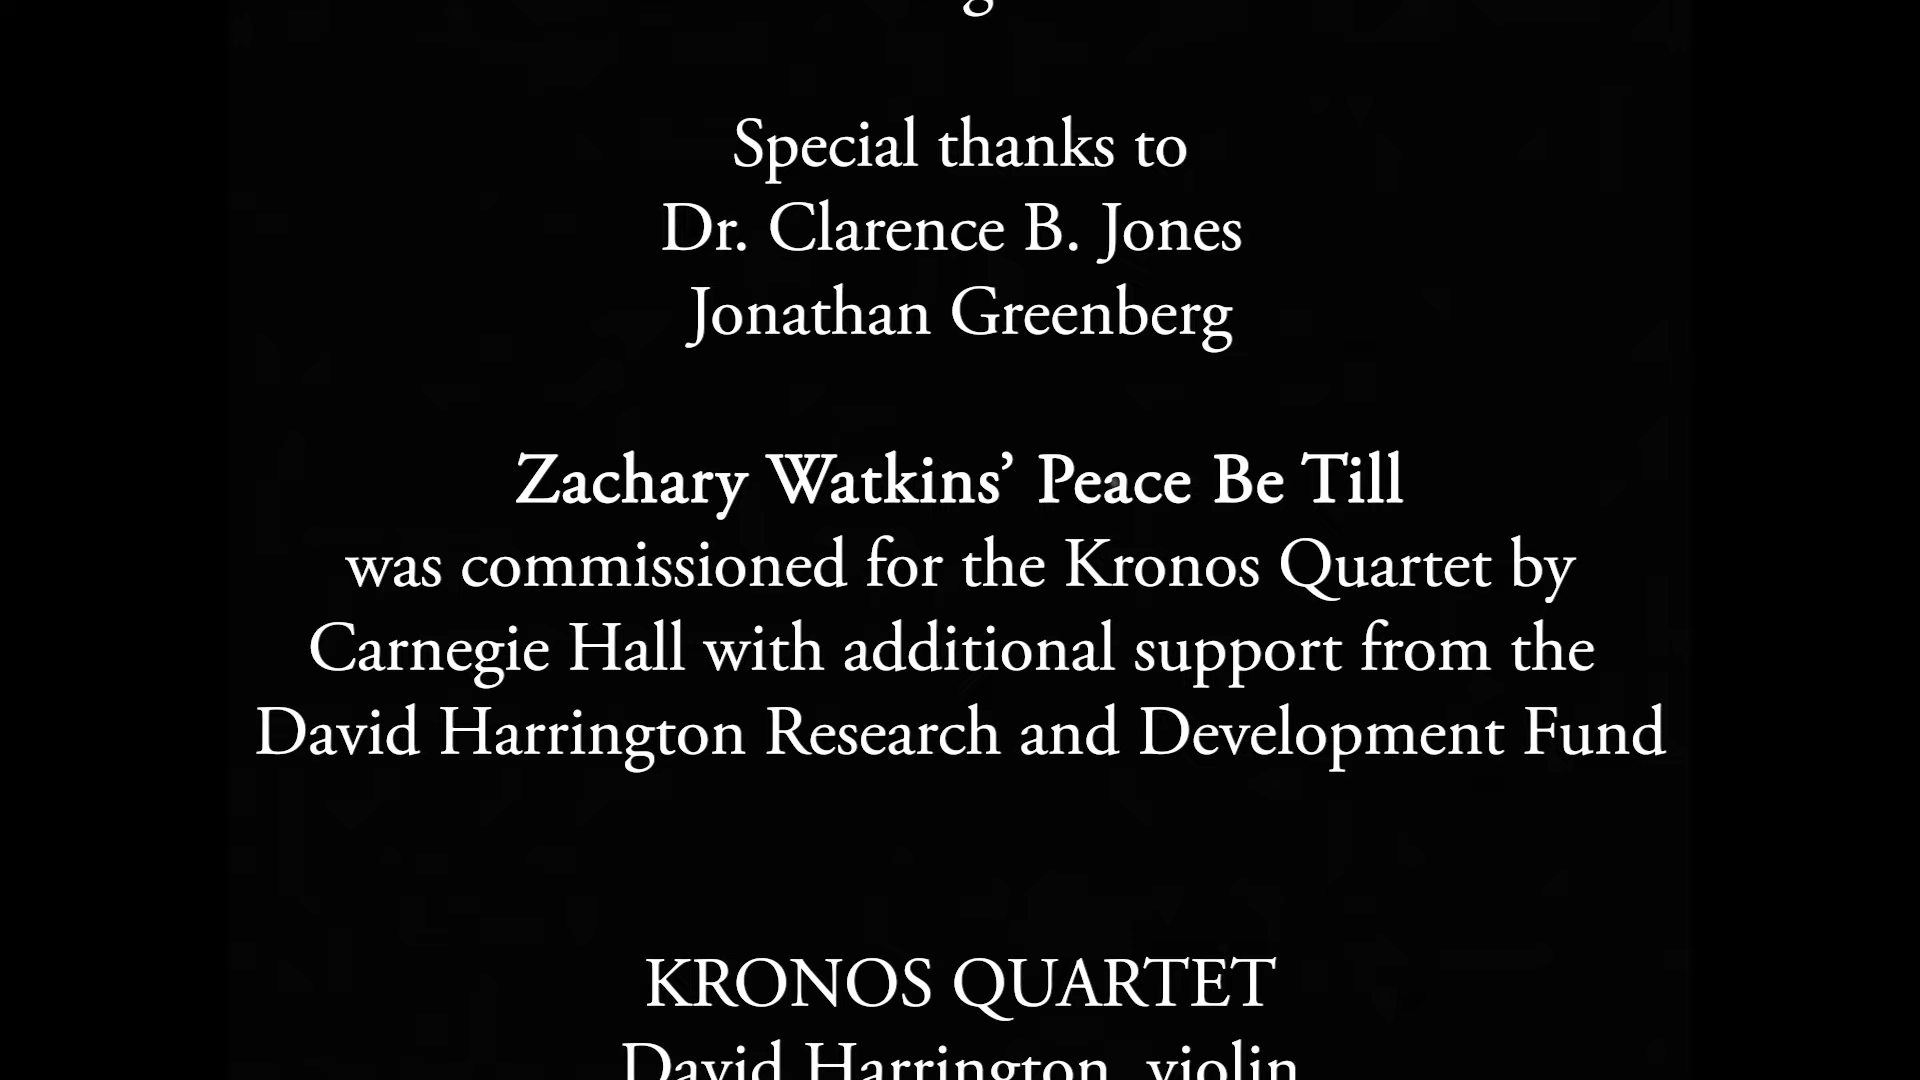 Special thanks to
Dr. Clarence B. Jones
Jonathan Greenberg
Zachary Watkins’ Peace Be Till
was commissioned for the Kronos Quartet by
Carnegie Hall with additional support from the
David Harrington Research and Development Fund
KRONOS QUARTET
David Harrington, violin